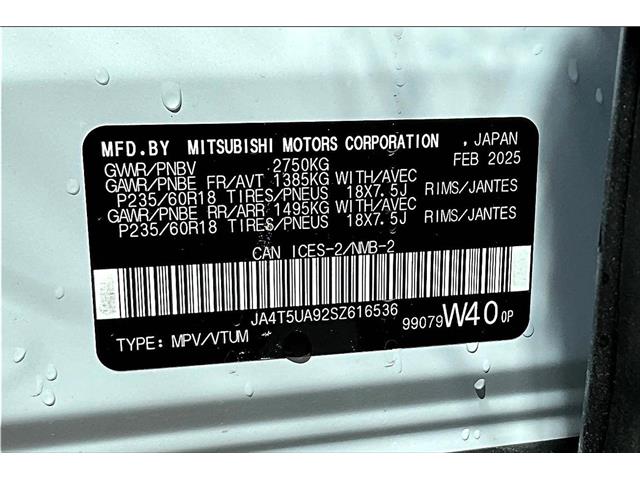 MFD.BY MITSUBISHI MOTORS CORPORATION , JAPAN
GVWR/PNBV 2750KG FEB 2025
GAWR/PNBE FR/AVT 1385KG WITH/AVEC
P235/60R18 TIRES/PNEUS 18X7.5J RIMS/JANTES
GAWR/PNBE RR/ARR 1495KG WITH/AVEC
P235/60R18 TIRES/PNEUS 18X7.5J RIMS/JANTES
CAN ICES-2/NMB-2
JA4T5UA92SZ616536
TYPE: MPV/VTUM 99079 W40 0P